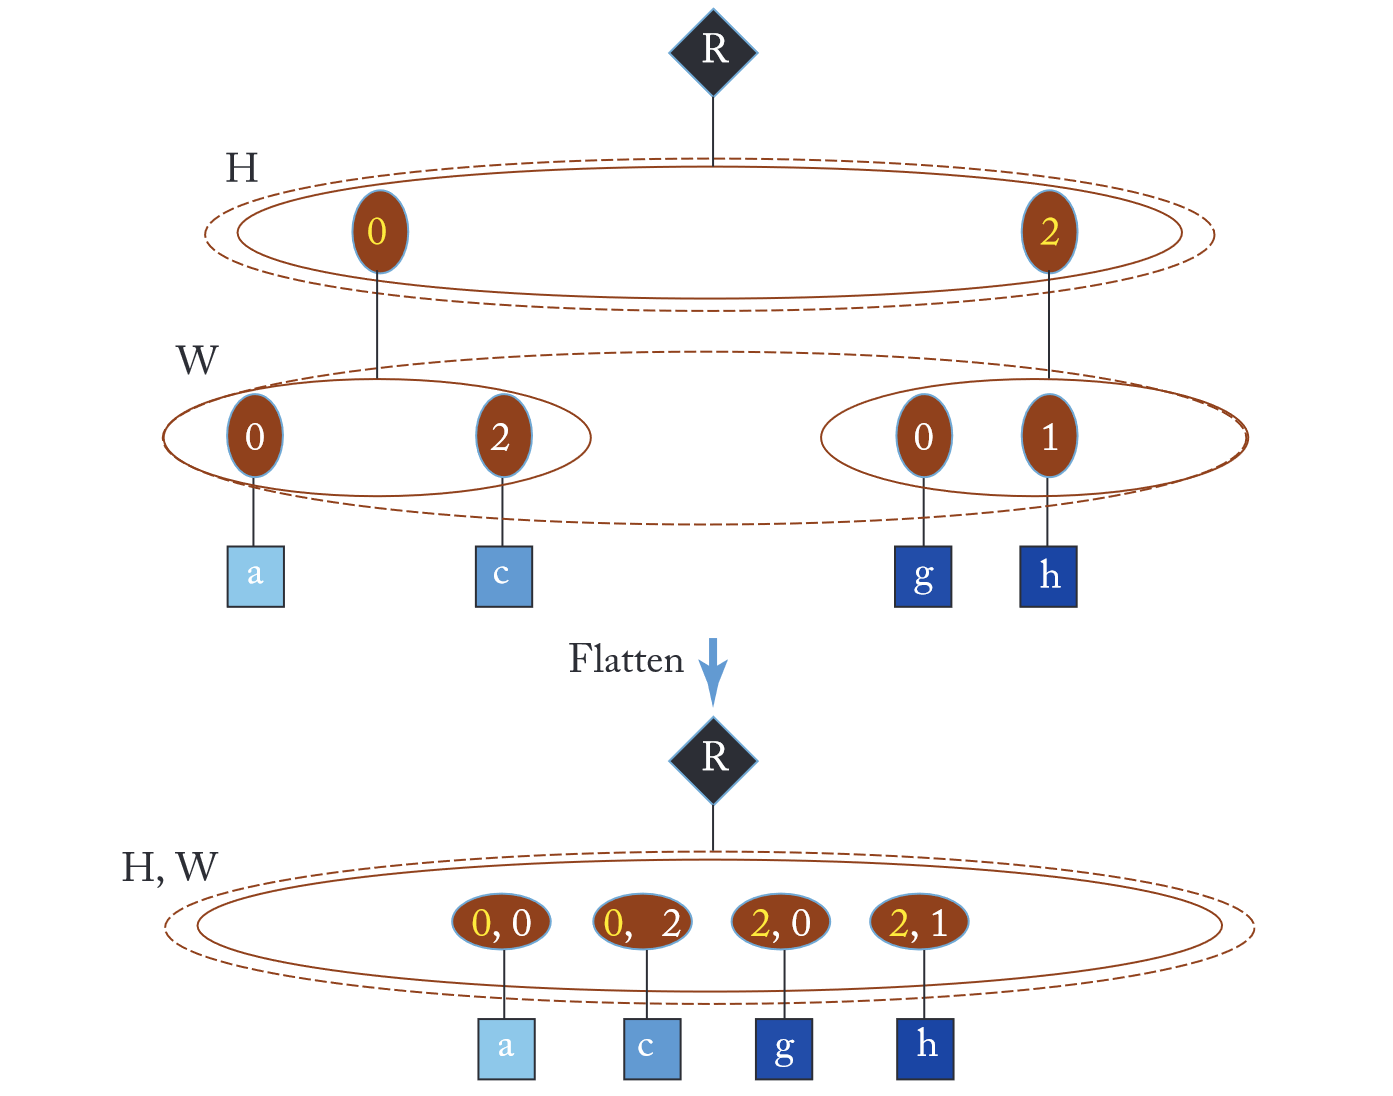 R
H
0 2
W
0 2 0 1
a c g h
Flatten
R
H, W
0, 0 0, 2 2, 0 2, 1
a c g h